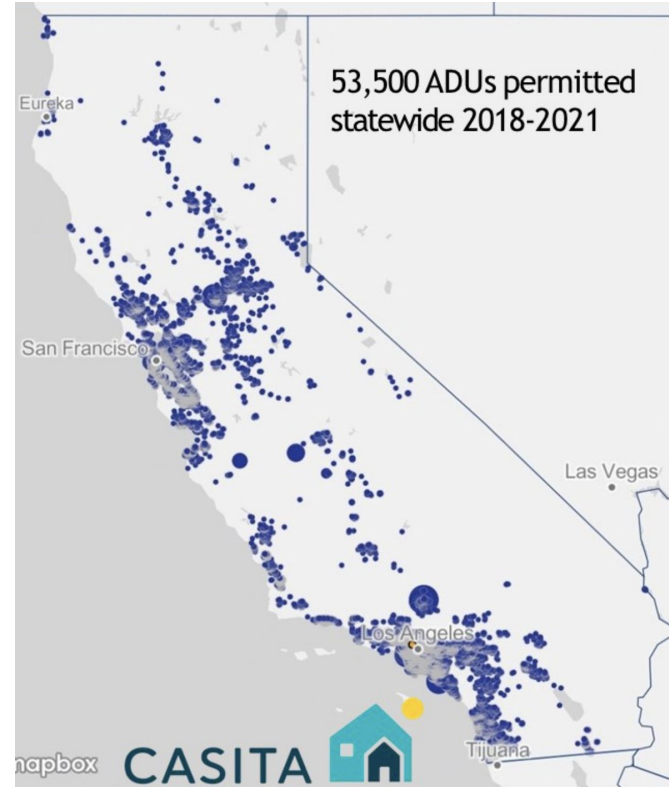 53,500 ADUs permitted
statewide 2018-2021
Eureka
San Francisco
Las Vegas
Los Angeles
Tijuana
mapbox
CASITA